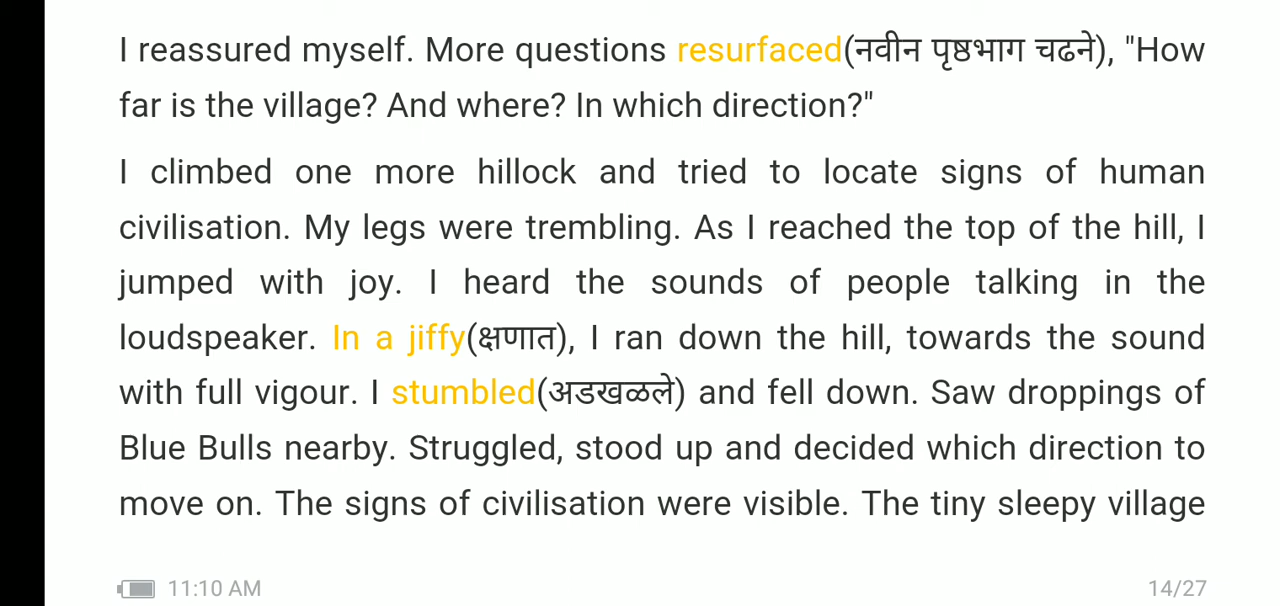 I reassured myself. More questions resurfaced(नवीन पृष्ठभाग चढने), "How
far is the village? And where? In which direction?"
I climbed one more hillock and tried to locate signs of human
civilisation. My legs were trembling. As I reached the top of the hill, I
jumped with joy. I heard the sounds of people talking in the
loudspeaker. In a jiffy(क्षणात), I ran down the hill, towards the sound
with full vigour. I stumbled(अडखळले) and fell down. Saw droppings of
Blue Bulls nearby. Struggled, stood up and decided which direction to
move on. The signs of civilisation were visible. The tiny sleepy village
11:10 AM 14/27